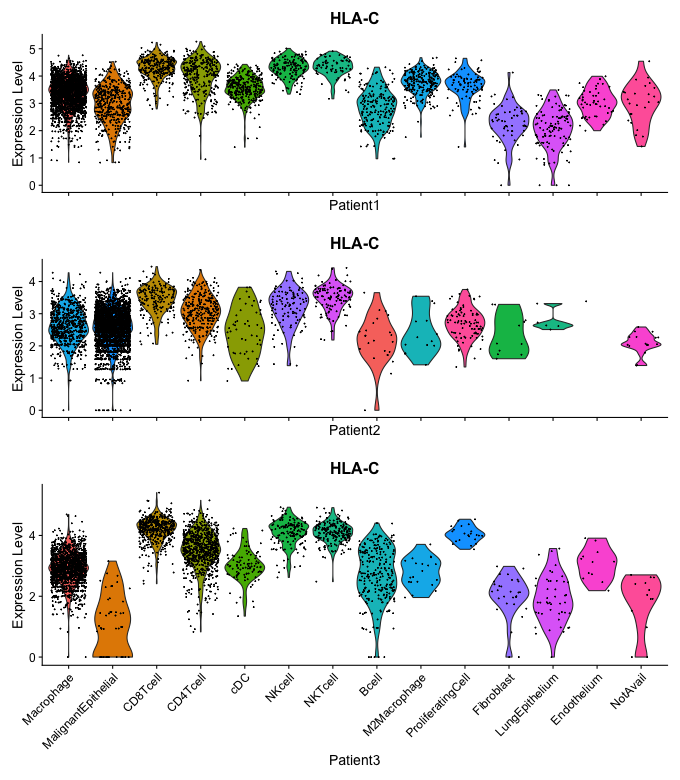 HLA-C
Expression Level
5
4
3
2
1
0
Patient1
HLA-C
Expression Level
4
3
2
1
0
Patient2
HLA-C
Expression Level
4
2
0
Macrophage
MalignantEpithelial
CD8Tcell
CD4Tcell
cDC
NKcell
NKTcell
Bcell
M2Macrophage
ProliferatingCell
Fibroblast
LungEpithelium
Endothelium
NotAvail
Patient3